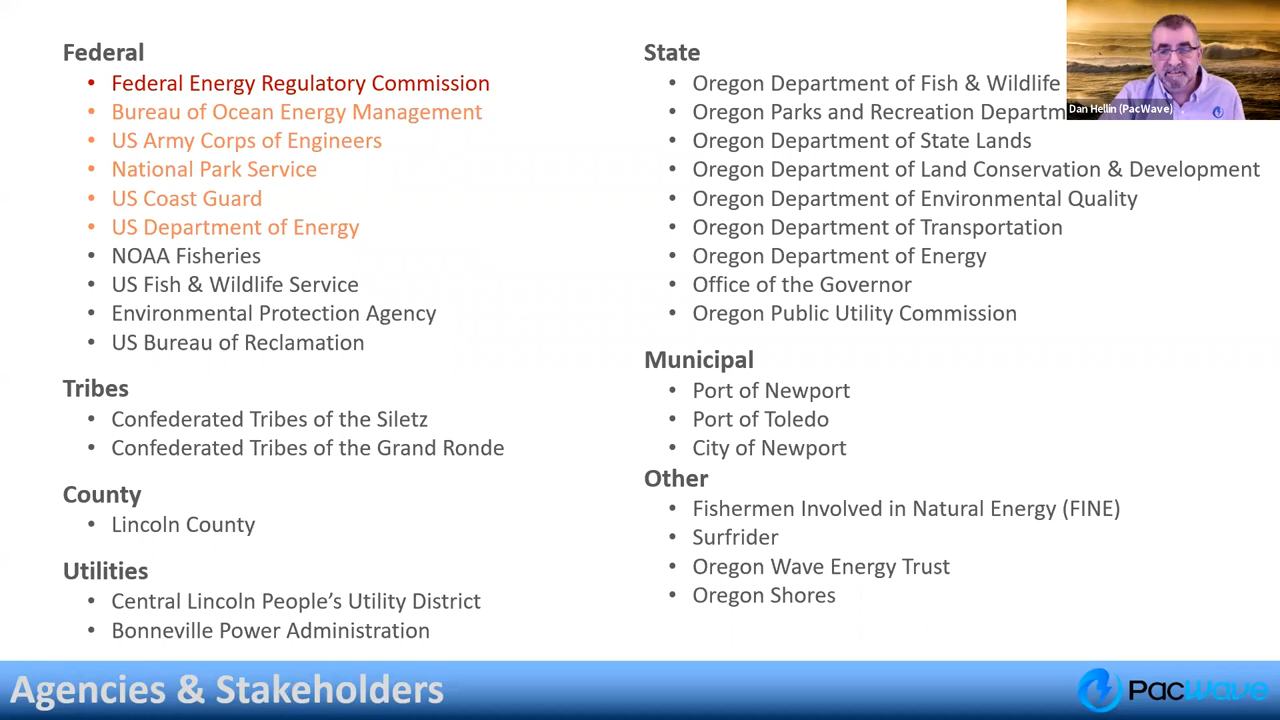 Federal
• Federal Energy Regulatory Commission
• Bureau of Ocean Energy Management
• US Army Corps of Engineers
• National Park Service
• US Coast Guard
• US Department of Energy
• NOAA Fisheries
• US Fish & Wildlife Service
• Environmental Protection Agency
• US Bureau of Reclamation
Tribes
• Confederated Tribes of the Siletz
• Confederated Tribes of the Grand Ronde
County
• Lincoln County
Utilities
• Central Lincoln People’s Utility District
• Bonneville Power Administration
State
• Oregon Department of Fish & Wildlife
• Oregon Parks and Recreation Departm
• Oregon Department of State Lands
• Oregon Department of Land Conservation & Development
• Oregon Department of Environmental Quality
• Oregon Department of Transportation
• Oregon Department of Energy
• Office of the Governor
• Oregon Public Utility Commission
Municipal
• Port of Newport
• Port of Toledo
• City of Newport
Other
• Fishermen Involved in Natural Energy (FINE)
• Surfrider
• Oregon Wave Energy Trust
• Oregon Shores
Dan Hellin (PacWave)
Agencies & Stakeholders
PacWave